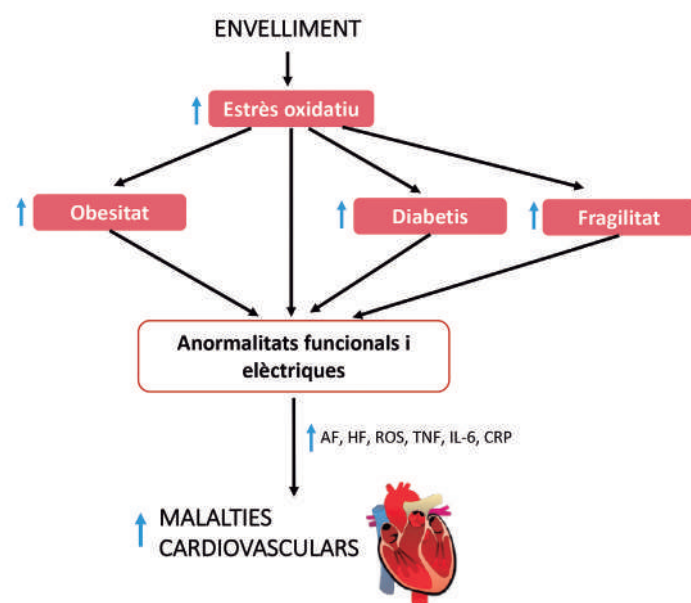 ENVELLIMENT
Estrès oxidatiu
Obesitat
Diabetis
Fragilitat
Anormalitats funcionals i
elèctriques
AF, HF, ROS, TNF, IL-6, CRP
MALALTIES
CARDIOVASCULARS